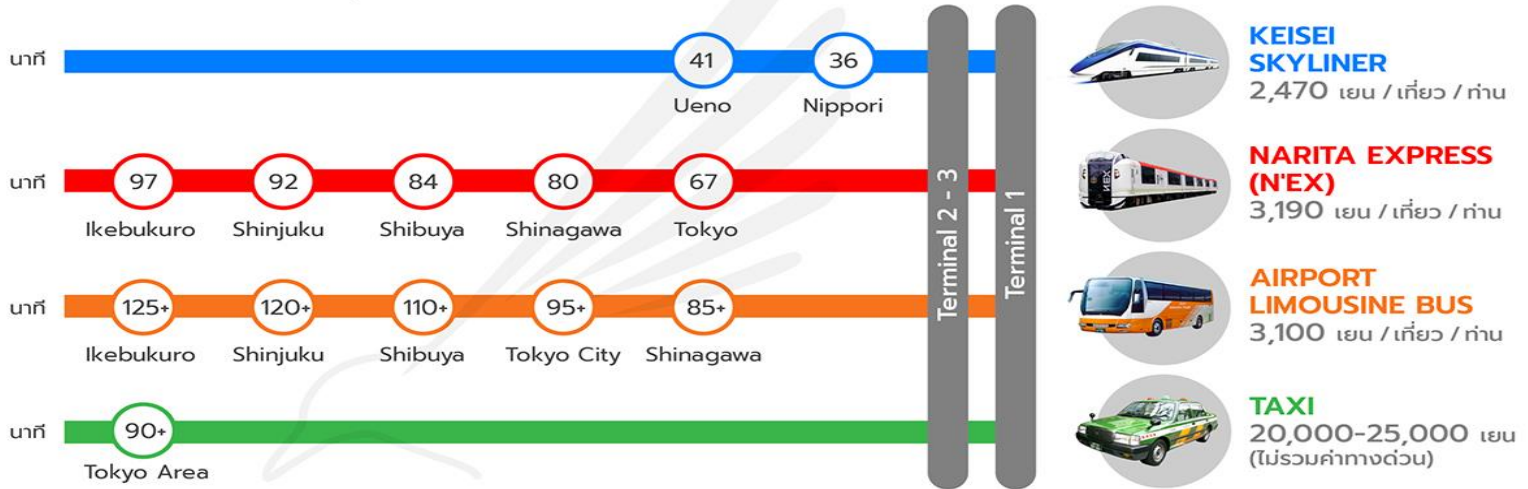 นาที
41
36
Ueno
Nippori
KEISEI
SKYLINER
2,470 เยน / เที่ยว / ท่าน
นาที
97
92
84
80
67
Ikebukuro
Shinjuku
Shibuya
Shinagawa
Tokyo
NARITA EXPRESS
(N'EX)
3,190 เยน / เที่ยว / ท่าน
นาที
125+
120+
110+
95+
85+
Ikebukuro
Shinjuku
Shibuya
Tokyo City
Shinagawa
AIRPORT
LIMOUSINE BUS
3,100 เยน / เที่ยว / ท่าน
นาที
90+
Tokyo Area
TAXI
20,000-25,000 เยน
(ไม่รวมค่าทางด่วน)
Terminal 2 - 3
Terminal 1